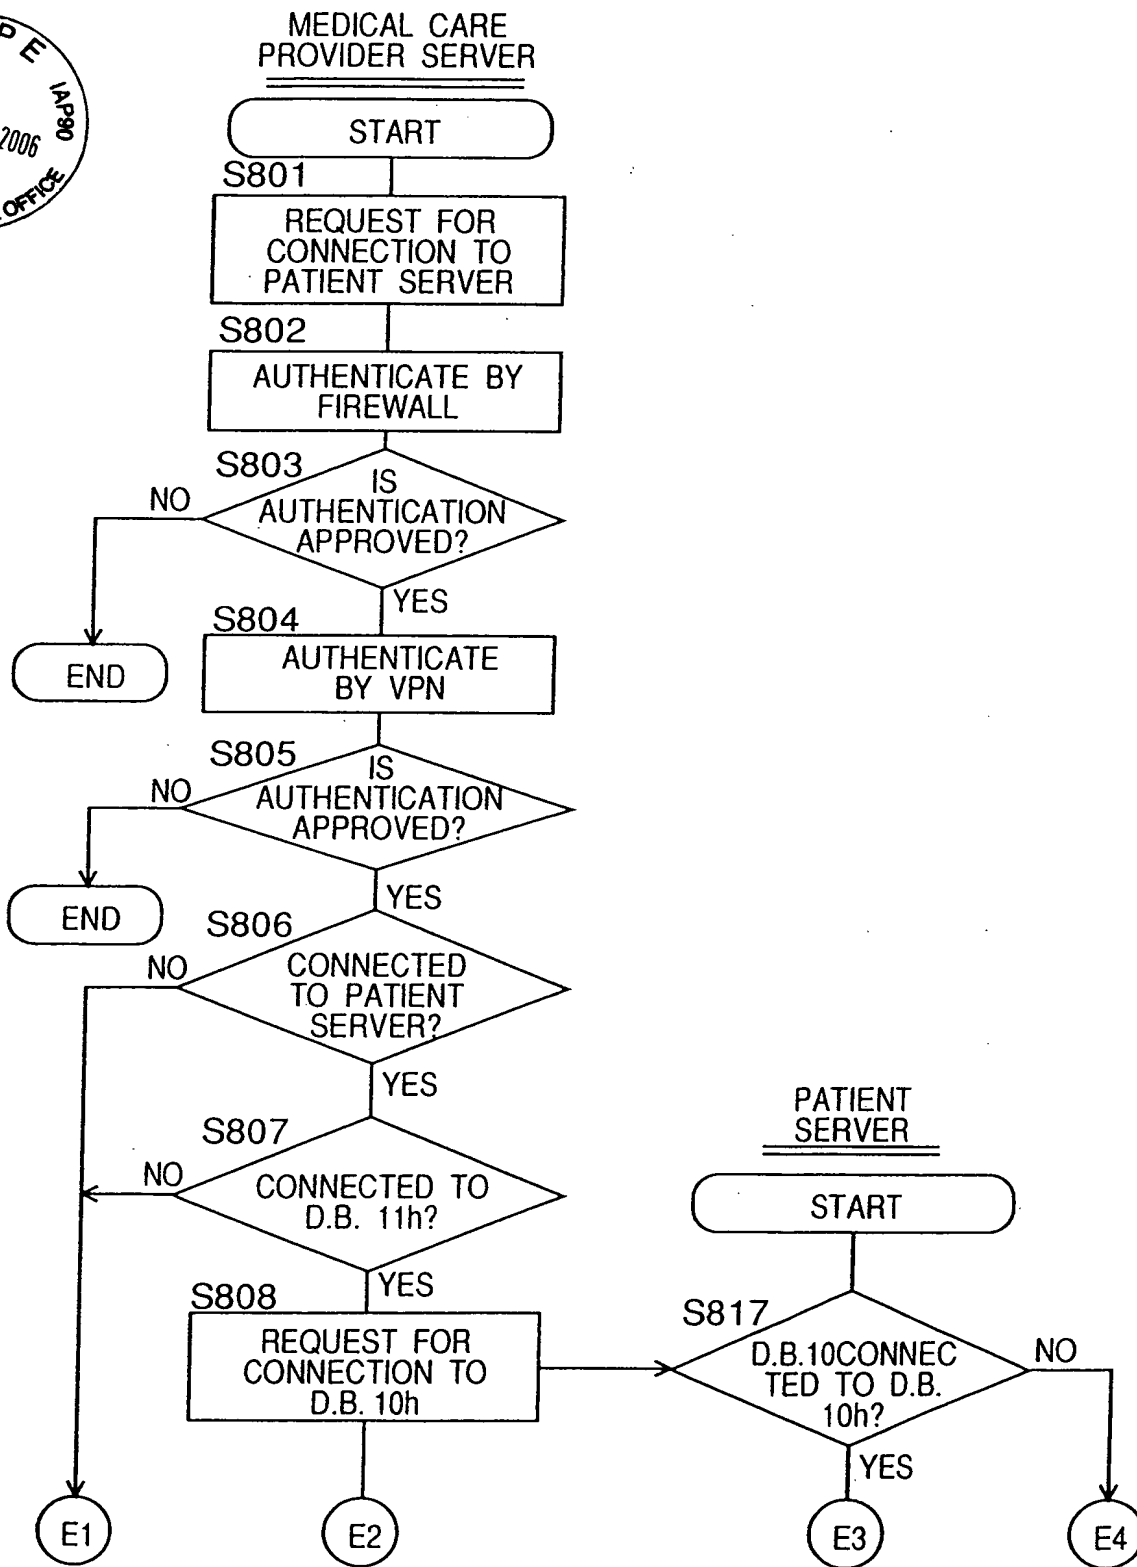 P E
IAP90
2006
OFFICE
MEDICAL CARE
PROVIDER SERVER
START
S801
REQUEST FOR
CONNECTION TO
PATIENT SERVER
S802
AUTHENTICATE BY
FIREWALL
S803
IS
AUTHENTICATION
APPROVED?
NO
YES
END
S804
AUTHENTICATE
BY VPN
S805
IS
AUTHENTICATION
APPROVED?
NO
YES
END
S806
CONNECTED
TO PATIENT
SERVER?
NO
YES
S807
CONNECTED TO
D.B. 11h?
NO
YES
S808
REQUEST FOR
CONNECTION TO
D.B. 10h
E1
E2
PATIENT
SERVER
START
S817
D.B.10CONNEC
TED TO D.B.
10h?
NO
YES
E3
E4